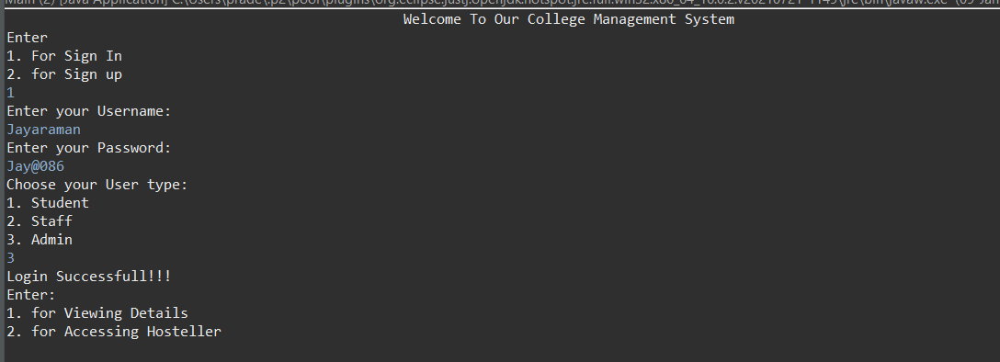 Welcome To Our College Management System
Enter
1. For Sign In
2. for Sign up
1
Enter your Username:
Jayaraman
Enter your Password:
Jay@086
Choose your User type:
1. Student
2. Staff
3. Admin
3
Login Successfull!!!
Enter:
1. for Viewing Details
2. for Accessing Hosteller